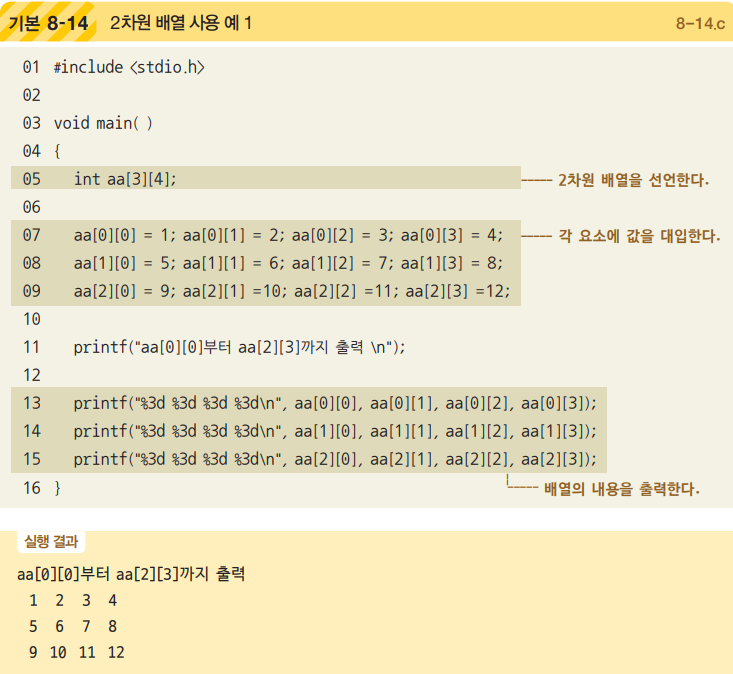 기본 8-14 2차원 배열 사용 예 1 8-14.c
01 #include <stdio.h>
02
03 void main( )
04 {
05 int aa[3][4]; 2차원 배열을 선언한다.
06
07 aa[0][0] = 1; aa[0][1] = 2; aa[0][2] = 3; aa[0][3] = 4; 각 요소에 값을 대입한다.
08 aa[1][0] = 5; aa[1][1] = 6; aa[1][2] = 7; aa[1][3] = 8;
09 aa[2][0] = 9; aa[2][1] =10; aa[2][2] =11; aa[2][3] =12;
10
11 printf("aa[0][0]부터 aa[2][3]까지 출력 \n");
12
13 printf("%3d %3d %3d %3d\n", aa[0][0], aa[0][1], aa[0][2], aa[0][3]);
14 printf("%3d %3d %3d %3d\n", aa[1][0], aa[1][1], aa[1][2], aa[1][3]);
15 printf("%3d %3d %3d %3d\n", aa[2][0], aa[2][1], aa[2][2], aa[2][3]);
16 } 배열의 내용을 출력한다.
실행 결과
aa[0][0]부터 aa[2][3]까지 출력
1 2 3 4
5 6 7 8
9 10 11 12